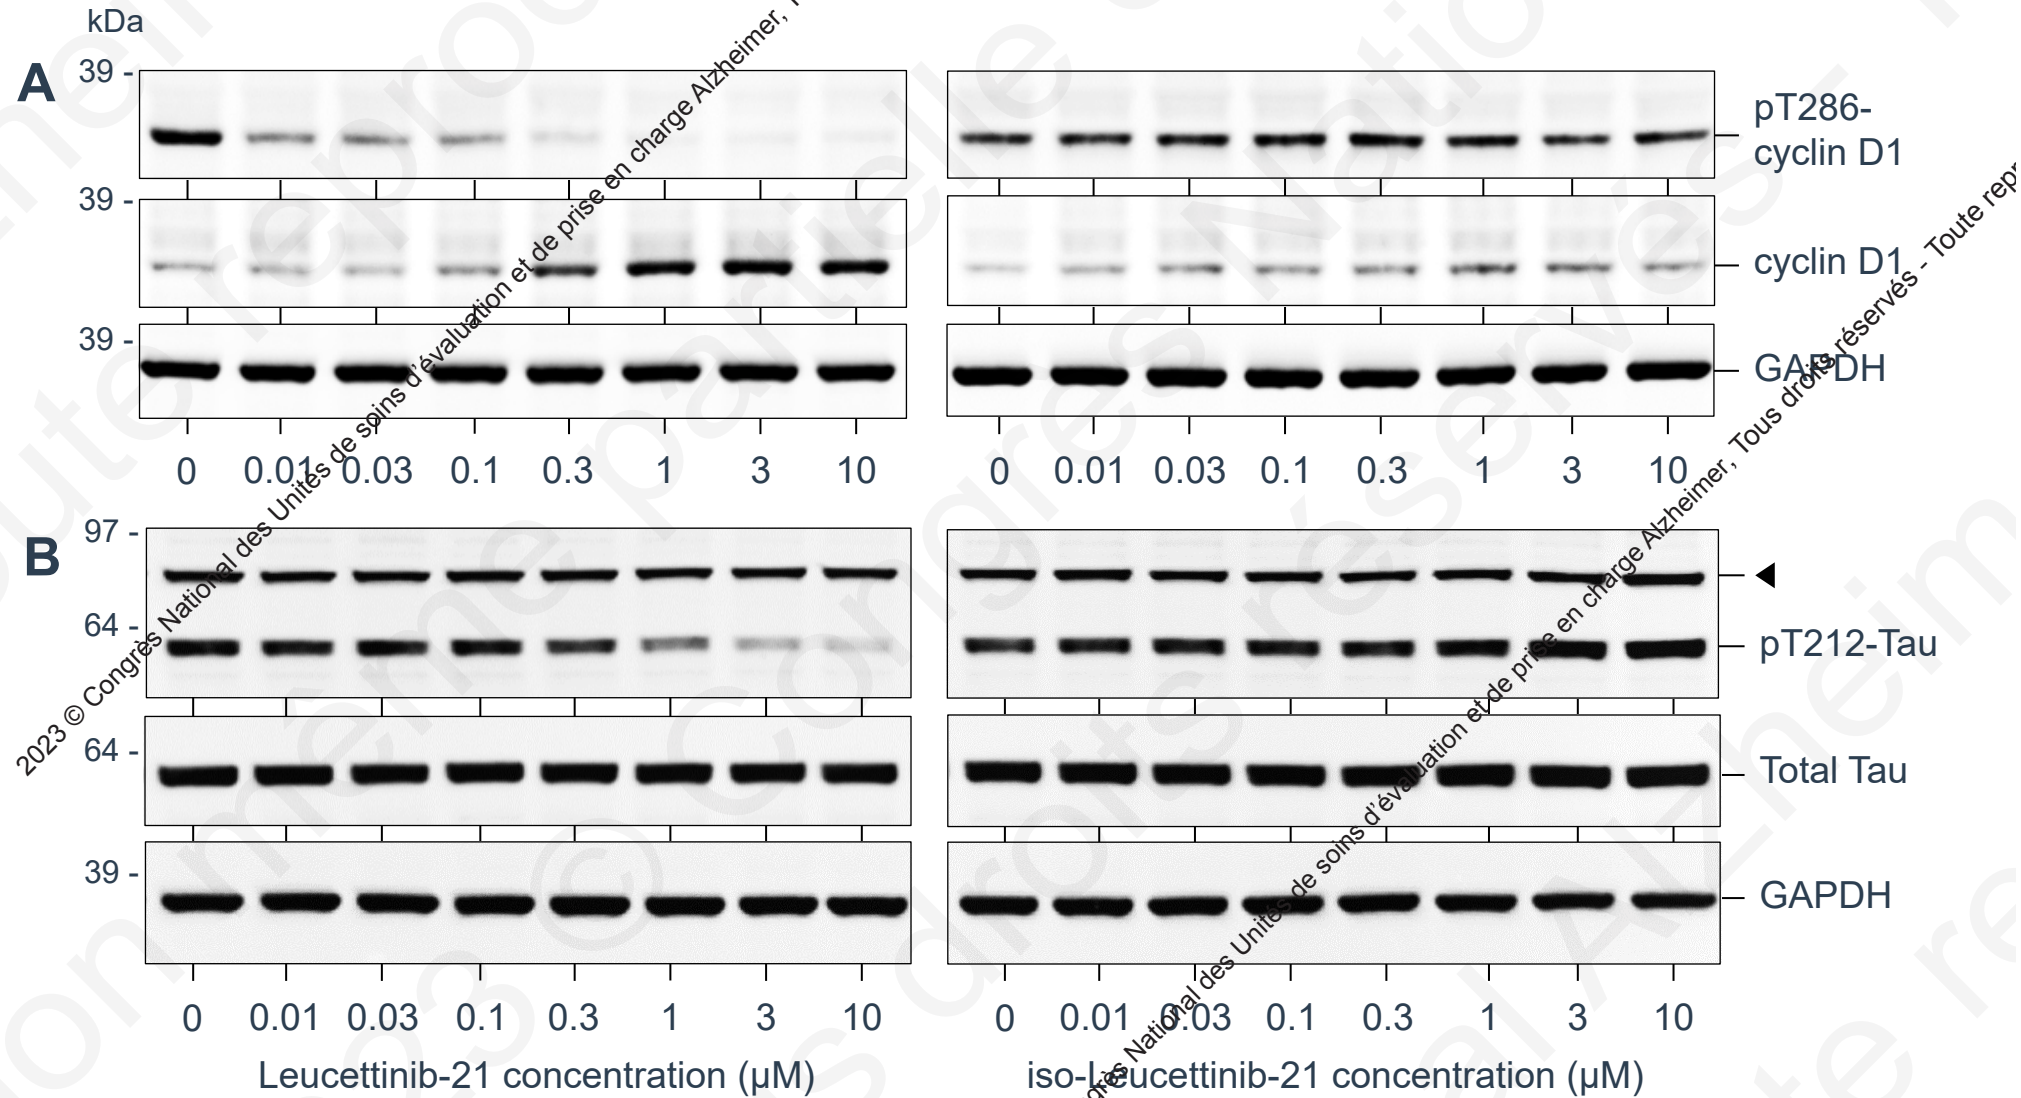 kDa
A
39 -
pT286-
cyclin D1
39 -
cyclin D1
39 -
GAPDH
0 0.01 0.03 0.1 0.3 1 3 10
0 0.01 0.03 0.1 0.3 1 3 10
B
97 -
64 -
pT212-Tau
64 -
Total Tau
39 -
GAPDH
0 0.01 0.03 0.1 0.3 1 3 10
0 0.01 0.03 0.1 0.3 1 3 10
Leucettinib-21 concentration (µM)
iso-Leucettinib-21 concentration (µM)
2023 © Congrès National des Unités de soins d'évaluation et de prise en charge Alzheimer,
National des Unités de soins d'évaluation et de prise en charge Alzheimer, Tous droits réservés - Toute